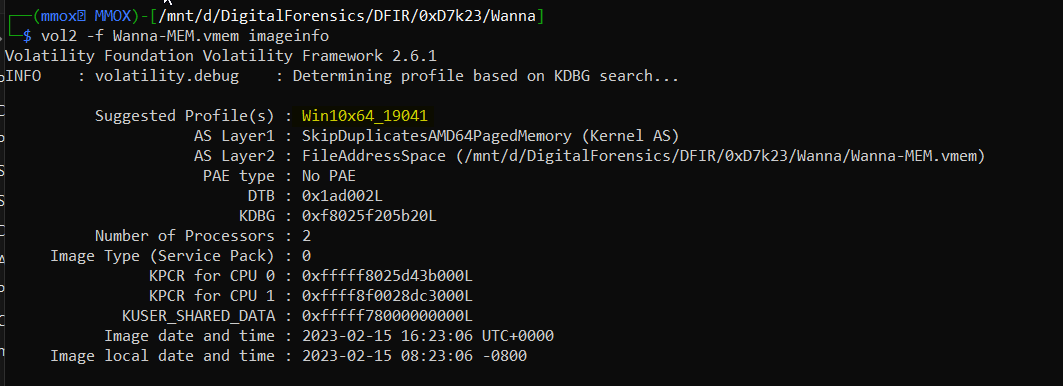 ┌──(mmox㉿ MMOX)-[/mnt/d/DigitalForensics/DFIR/0xD7k23/Wanna]
└─$ vol2 -f Wanna-MEM.vmem imageinfo
Volatility Foundation Volatility Framework 2.6.1
INFO    : volatility.debug    : Determining profile based on KDBG search...
Suggested Profile(s) : Win10x64_19041
AS Layer1 : SkipDuplicatesAMD64PagedMemory (Kernel AS)
AS Layer2 : FileAddressSpace (/mnt/d/DigitalForensics/DFIR/0xD7k23/Wanna/Wanna-MEM.vmem)
PAE type : No PAE
DTB : 0x1ad002L
KDBG : 0xf8025f205b20L
Number of Processors : 2
Image Type (Service Pack) : 0
KPCR for CPU 0 : 0xfffff8025d43b000L
KPCR for CPU 1 : 0xffff8f0028dc3000L
KUSER_SHARED_DATA : 0xfffff78000000000L
Image date and time : 2023-02-15 16:23:06 UTC+0000
Image local date and time : 2023-02-15 08:23:06 -0800